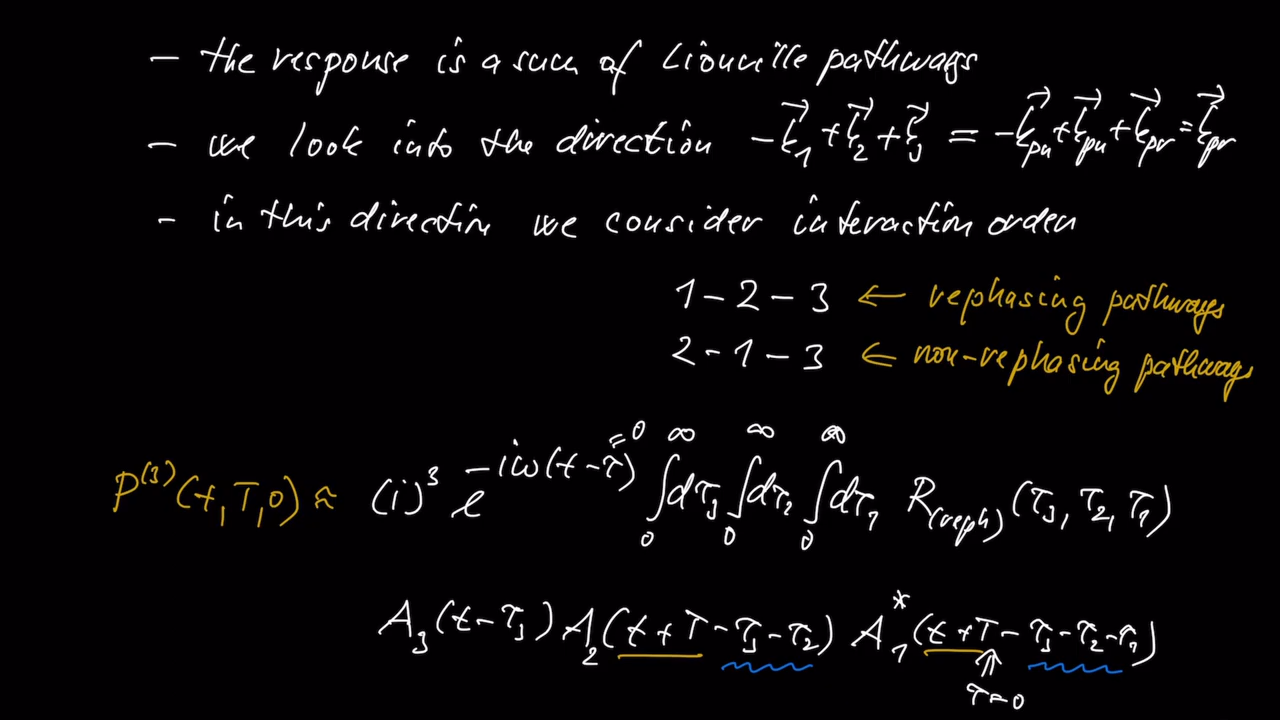 – the response is a sum of Liouville pathways
– we look into the direction −k⃗₁ + k⃗₂ + k⃗₃ = −k⃗pu + k⃗pu + k⃗pr = k⃗pr
– in this direction we consider interaction order
1 – 2 – 3 ← rephasing pathways
2 – 1 – 3 ← non-rephasing pathways
P⁽³⁾(t,T,0) ≈ (i)³ e^{−iω(t−τ)} =0 ∫₀^∞ dτ₃ ∫₀^∞ dτ₂ ∫₀^∞ dτ₁ R(reph)(τ₃, τ₂, τ₁)
A₃(t−τ₃) A₂(t+T−τ₃−τ₂) A₁*(t+T−τ₃−τ₂−τ₁)
⇑
τ=0